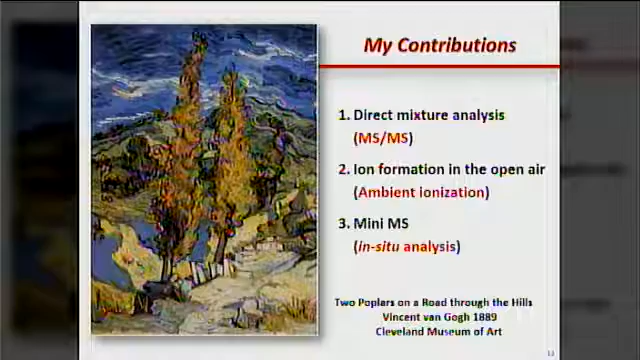 My Contributions
1. Direct mixture analysis
(MS/MS)
2. Ion formation in the open air
(Ambient ionization)
3. Mini MS
(in-situ analysis)
Two Poplars on a Road through the Hills
Vincent van Gogh 1889
Cleveland Museum of Art